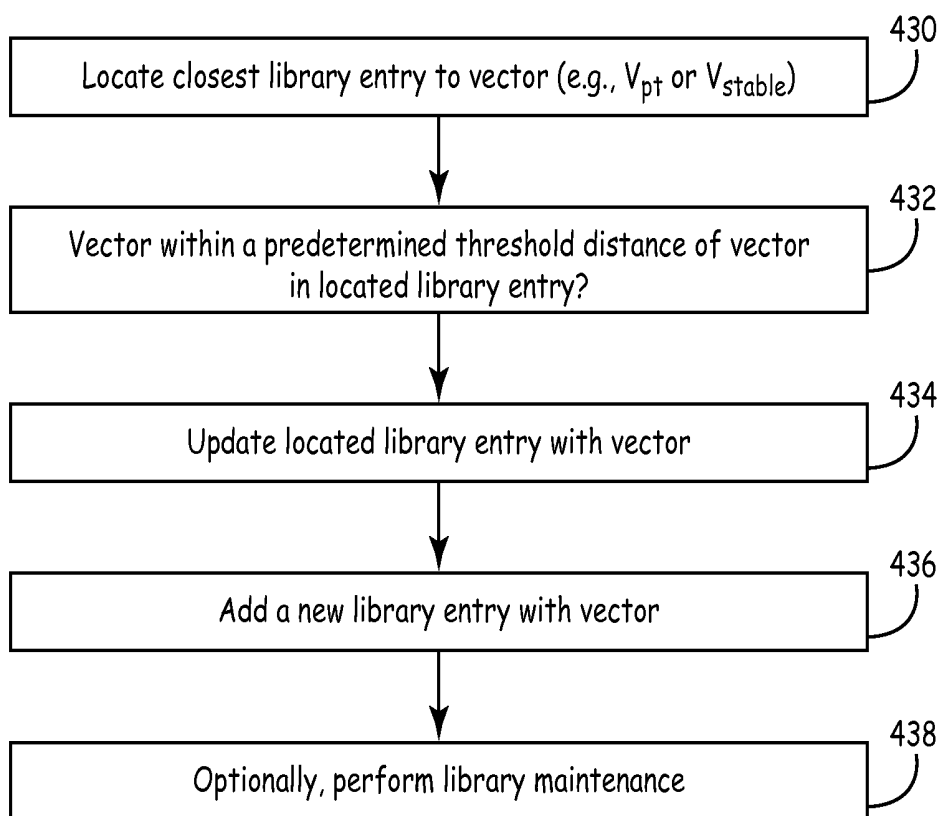 430
Locate closest library entry to vector (e.g., Vpt or Vstable)
432
Vector within a predetermined threshold distance of vector
in located library entry?
434
Update located library entry with vector
436
Add a new library entry with vector
438
Optionally, perform library maintenance